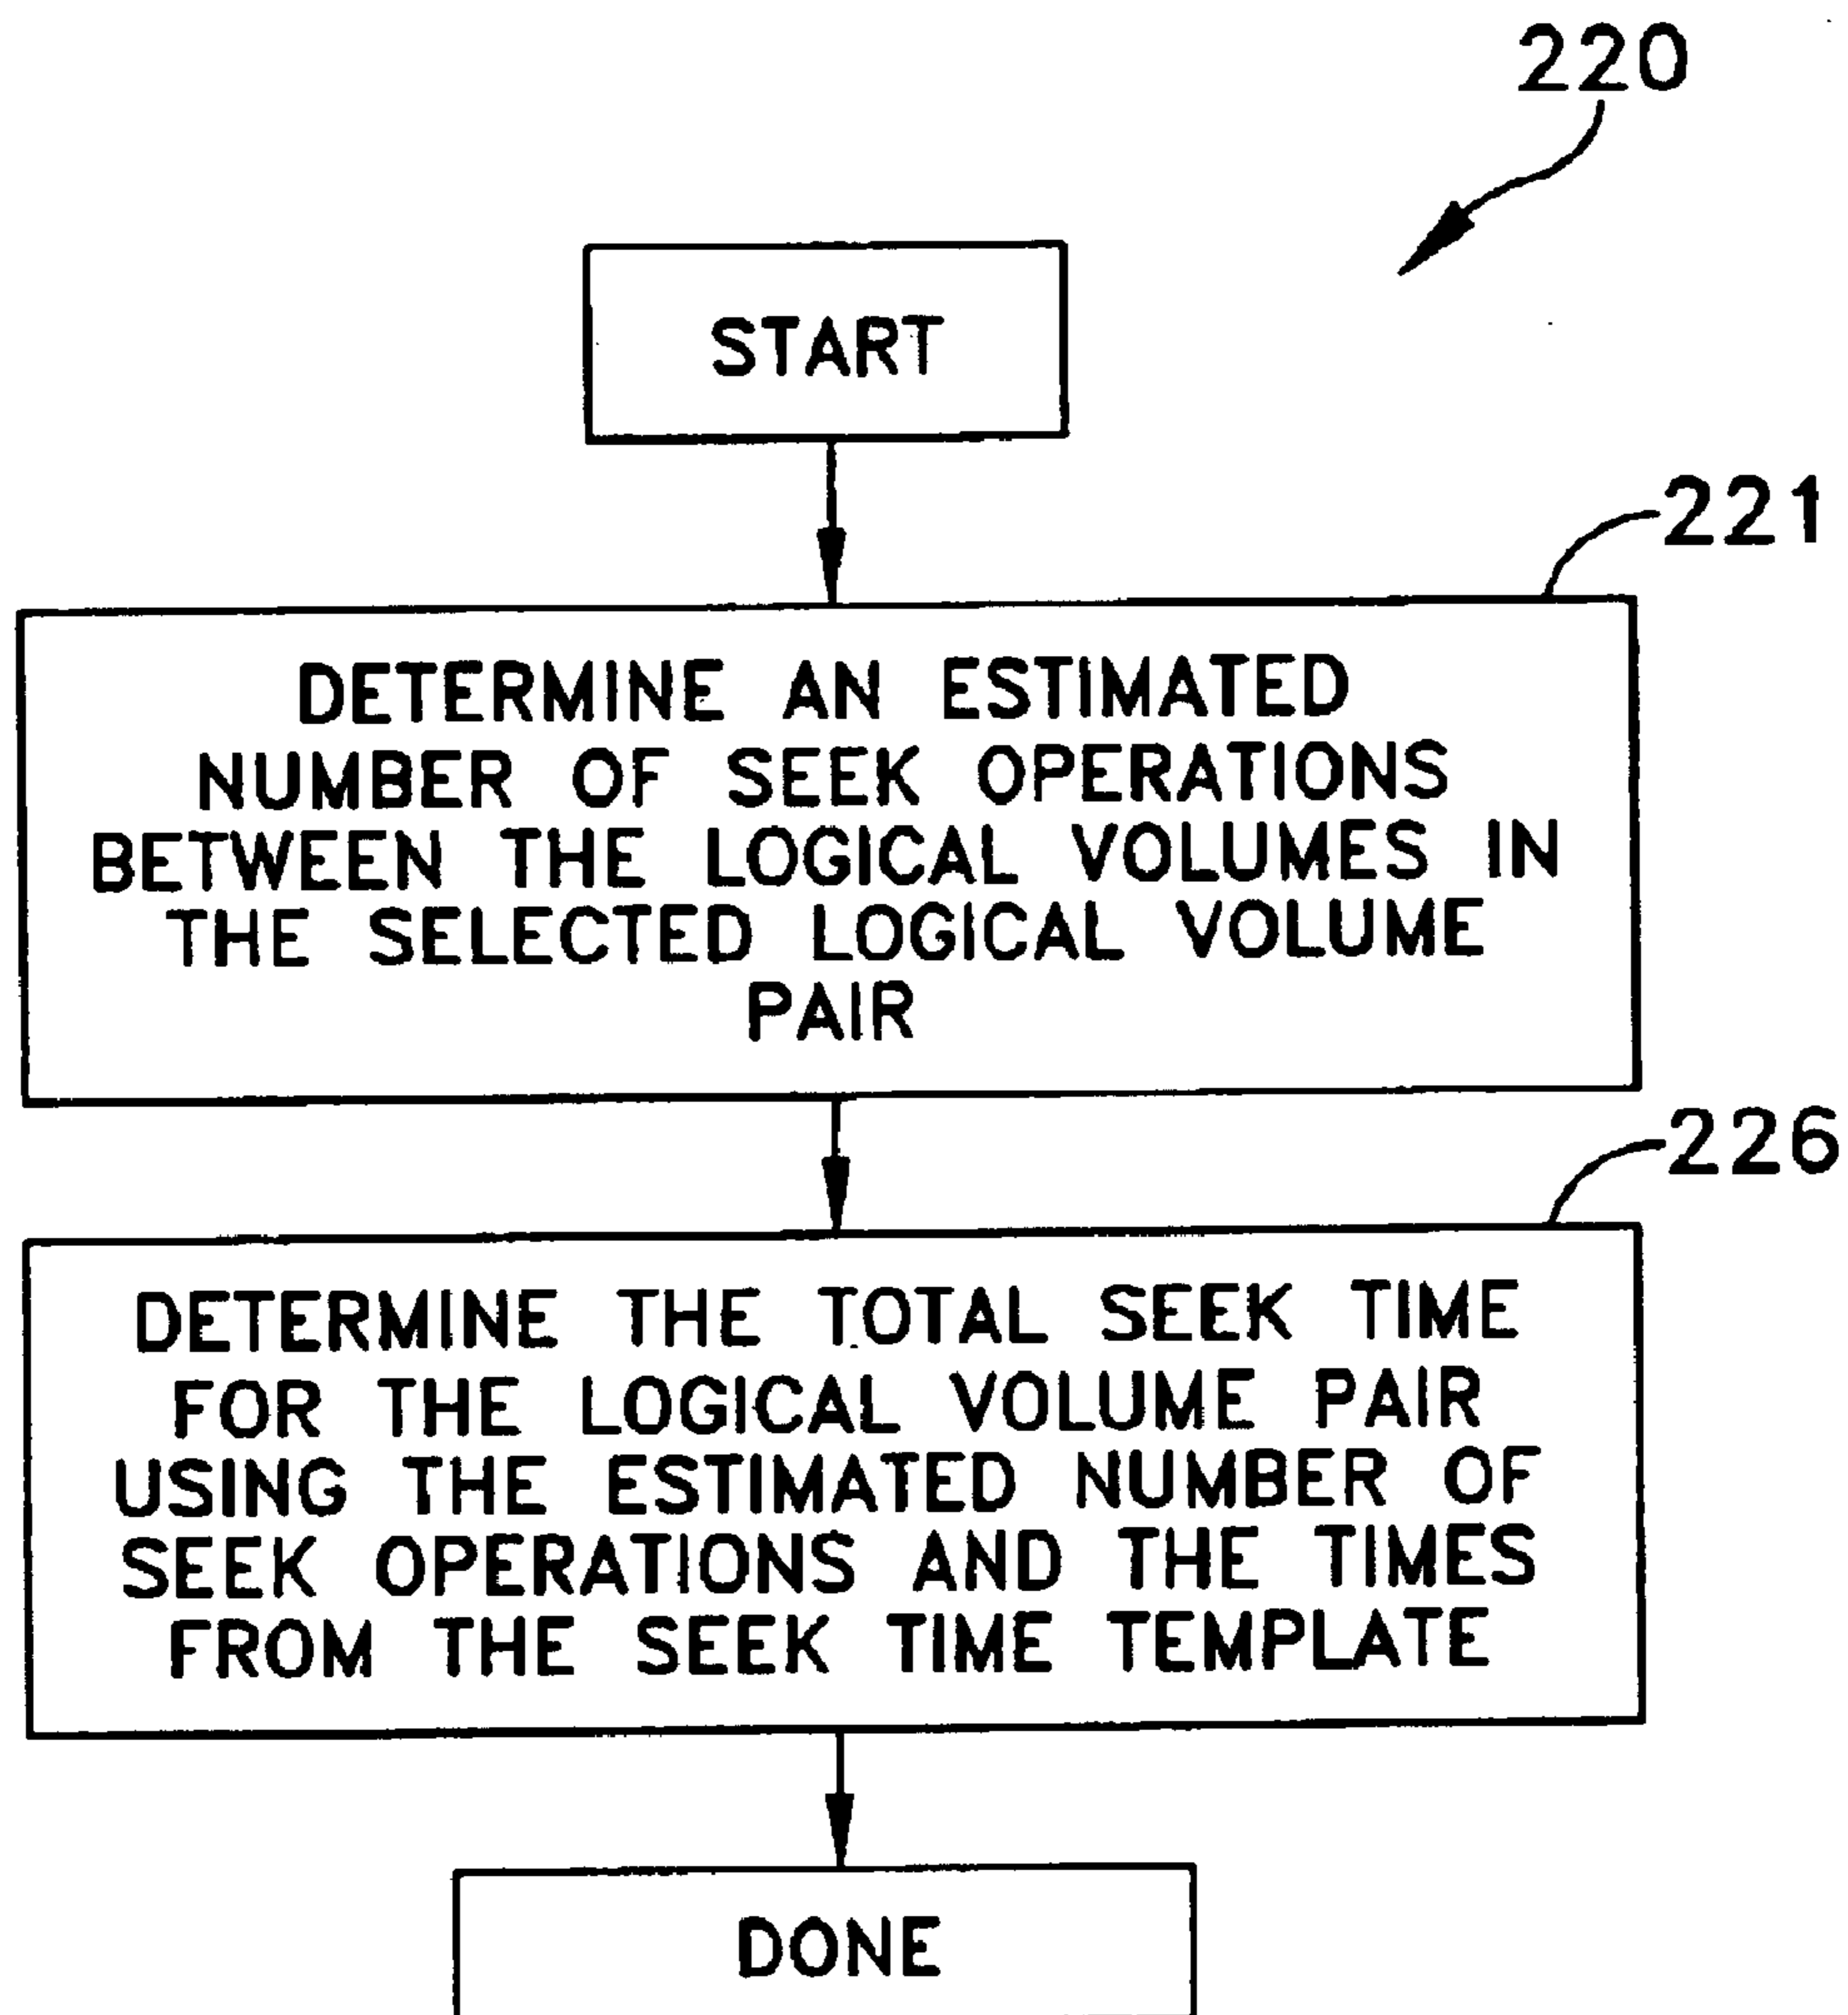 220
START
221
DETERMINE AN ESTIMATED
NUMBER OF SEEK OPERATIONS
BETWEEN THE LOGICAL VOLUMES IN
THE SELECTED LOGICAL VOLUME
PAIR
226
DETERMINE THE TOTAL SEEK TIME
FOR THE LOGICAL VOLUME PAIR
USING THE ESTIMATED NUMBER OF
SEEK OPERATIONS AND THE TIMES
FROM THE SEEK TIME TEMPLATE
DONE